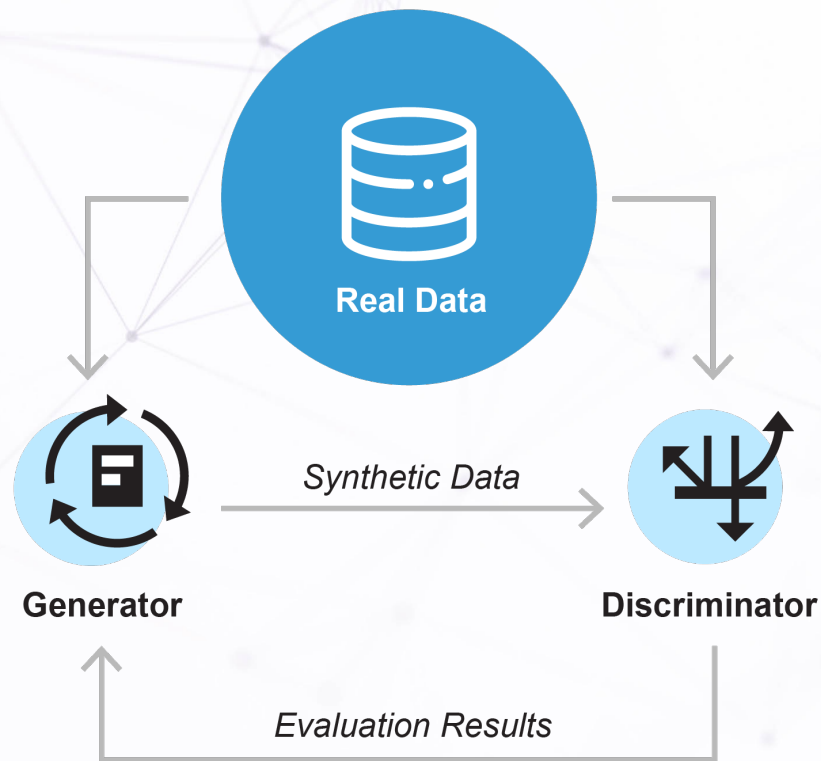 Real Data
Synthetic Data
Generator
Discriminator
Evaluation Results